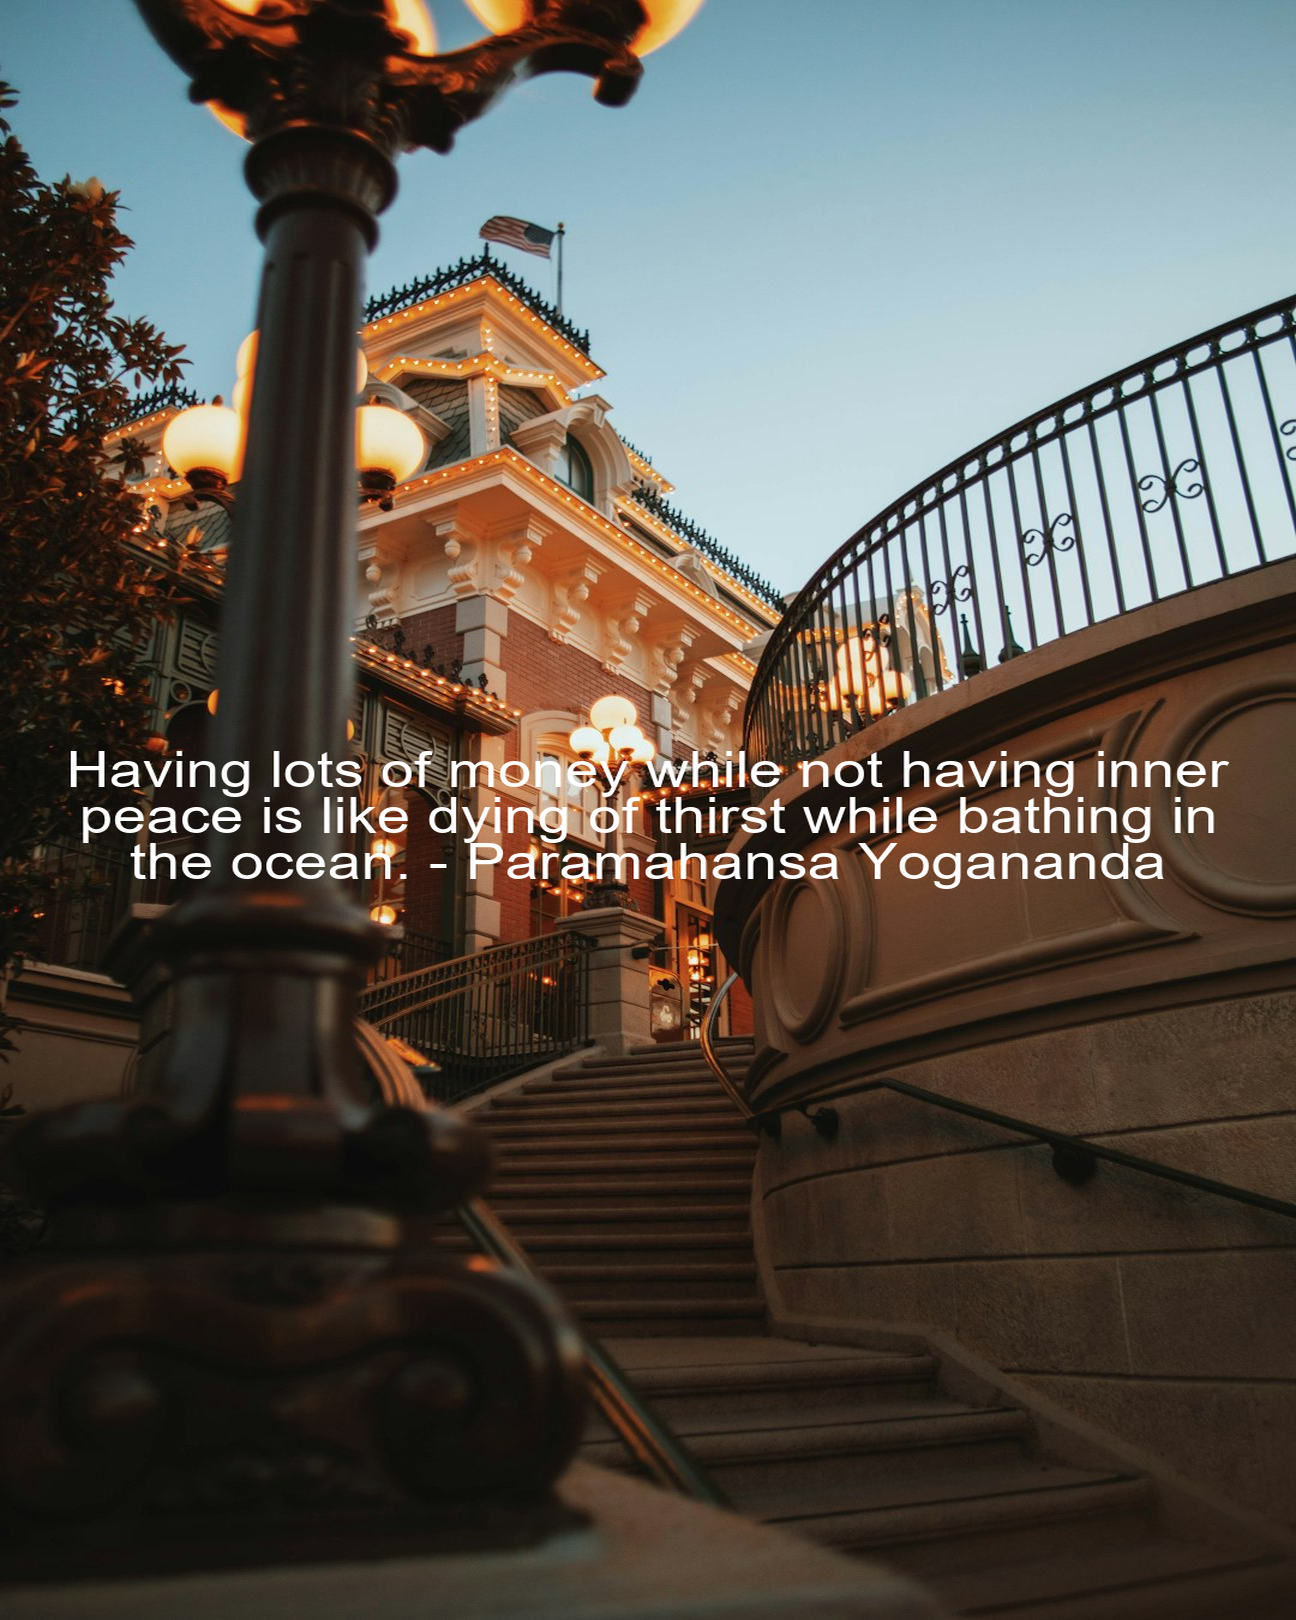 Having lots of money while not having inner
peace is like dying of thirst while bathing in
the ocean. - Paramahansa Yogananda